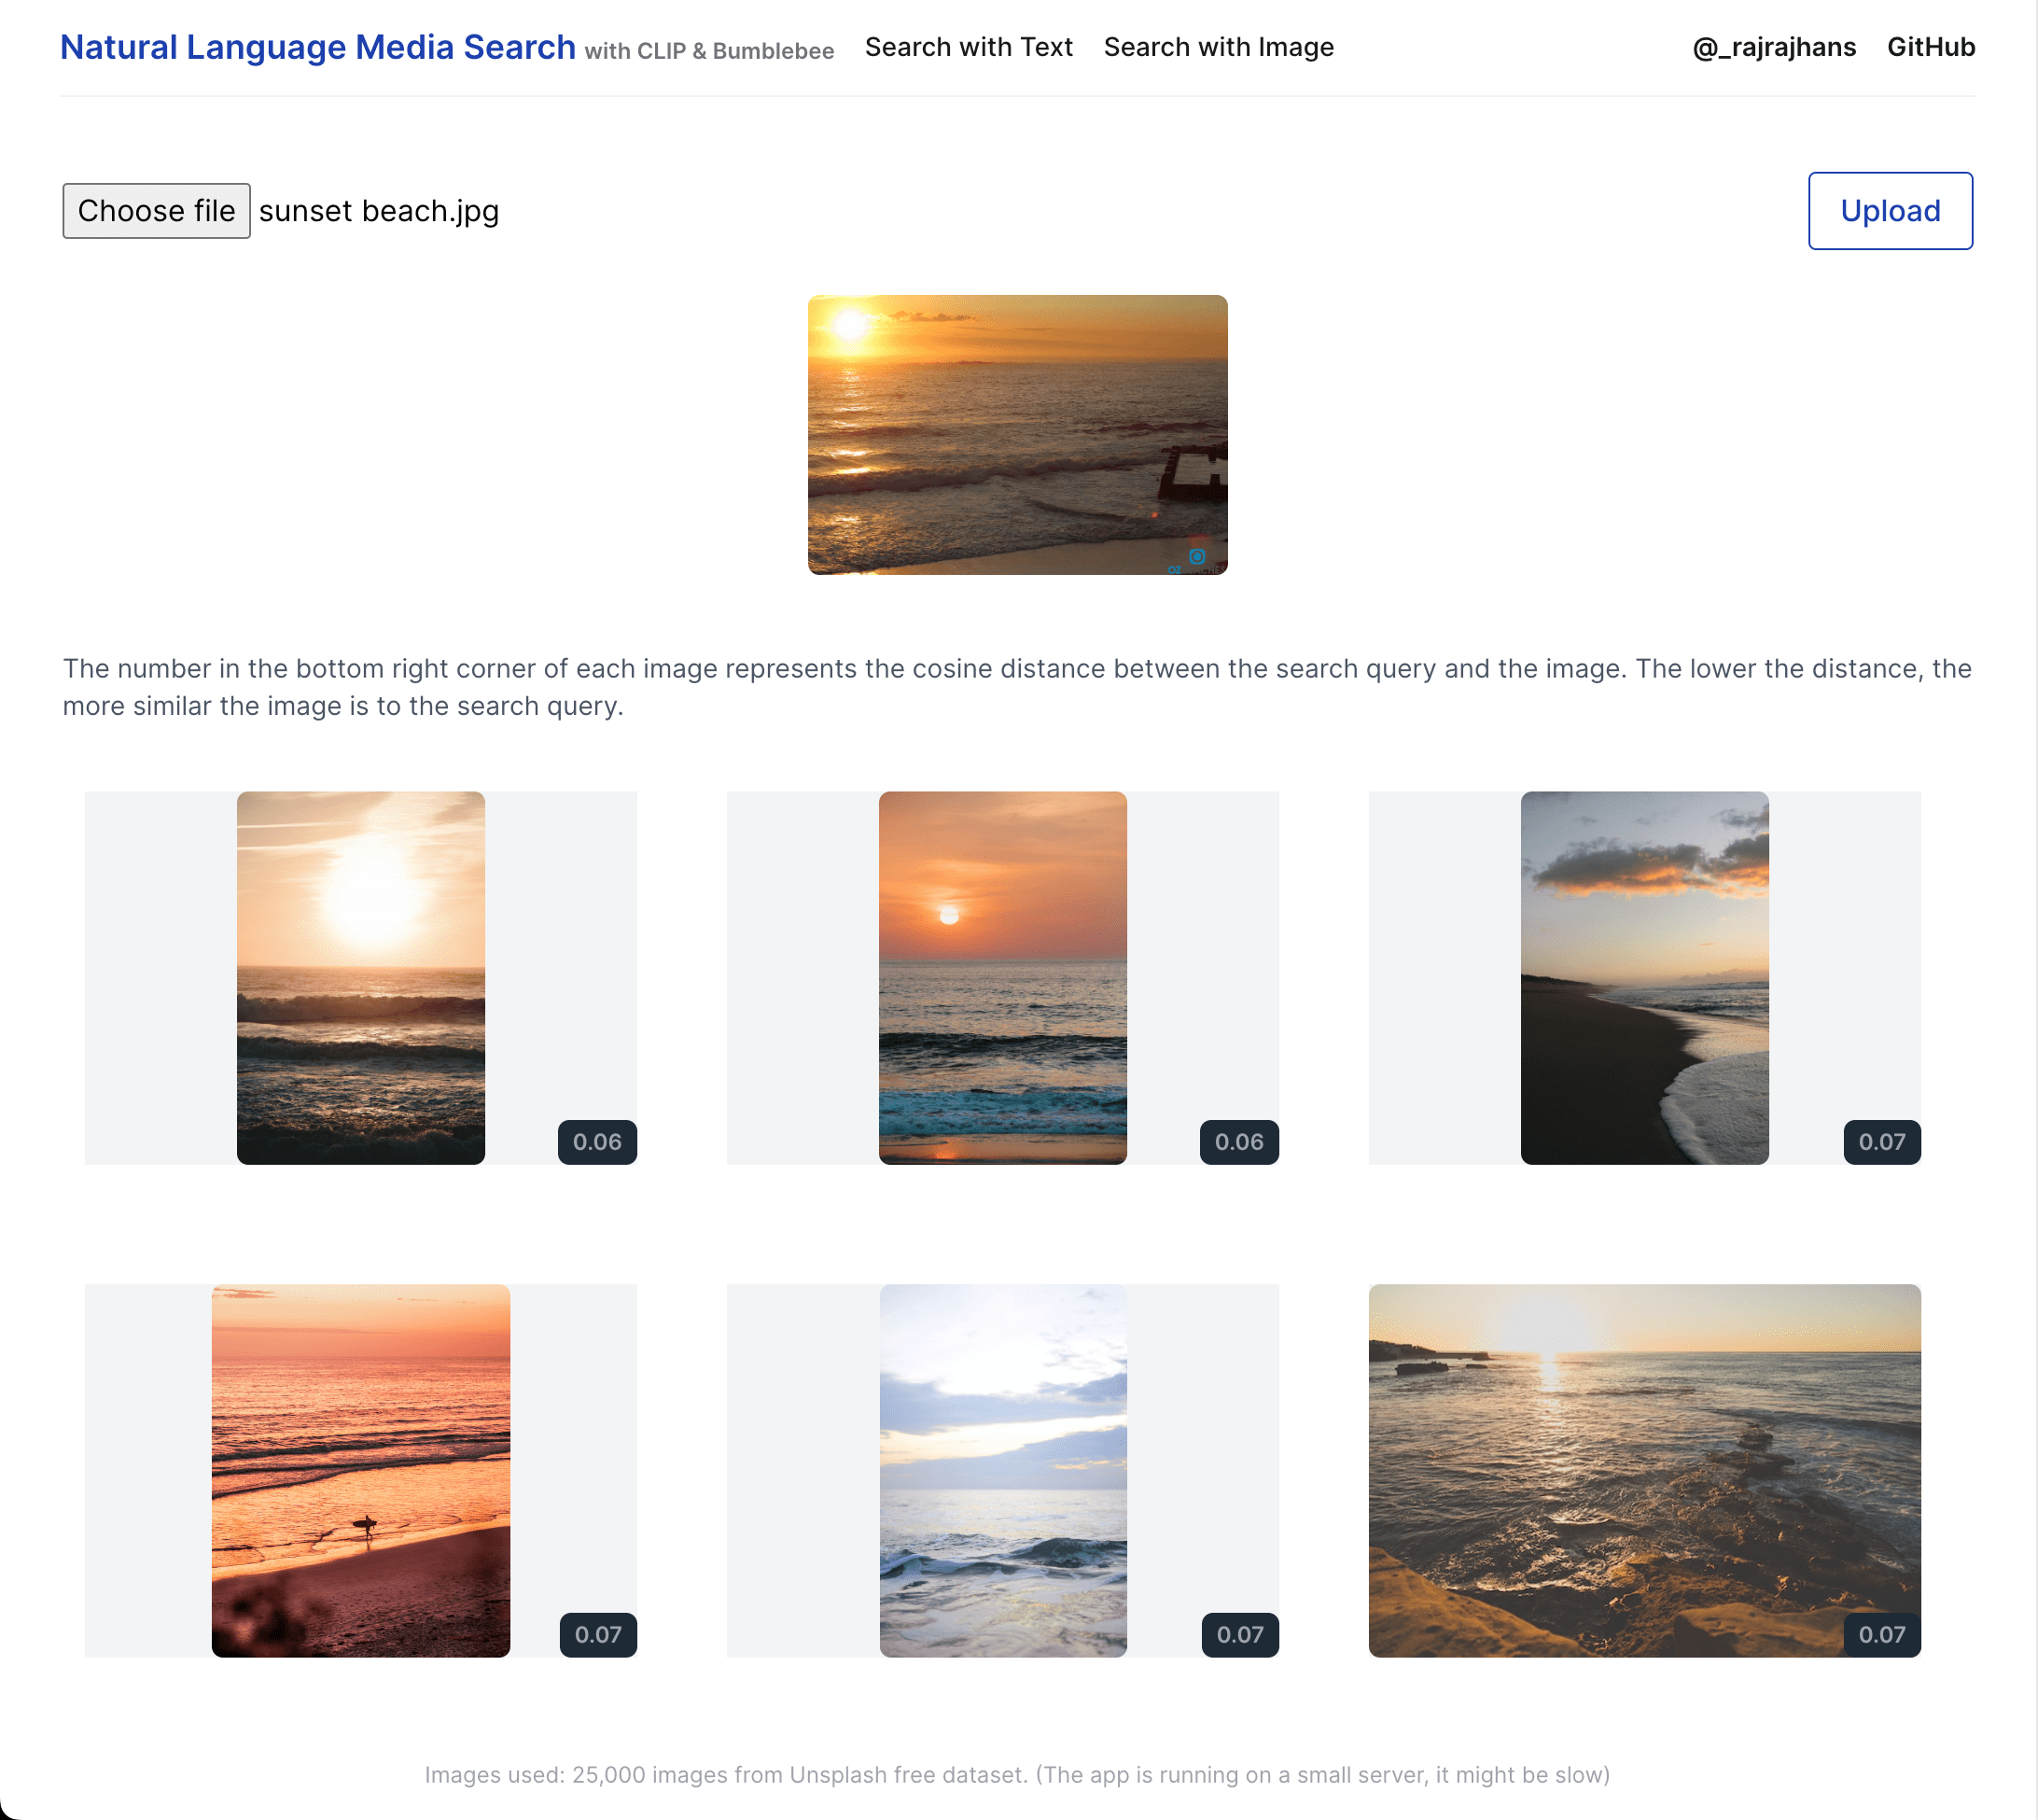 Natural Language Media Search with CLIP & Bumblebee Search with Text Search with Image @_rajrajhans GitHub
Choose file sunset beach.jpg Upload
OZ
The number in the bottom right corner of each image represents the cosine distance between the search query and the image. The lower the distance, the
more similar the image is to the search query.
0.06 0.06 0.07
0.07 0.07 0.07
Images used: 25,000 images from Unsplash free dataset. (The app is running on a small server, it might be slow)